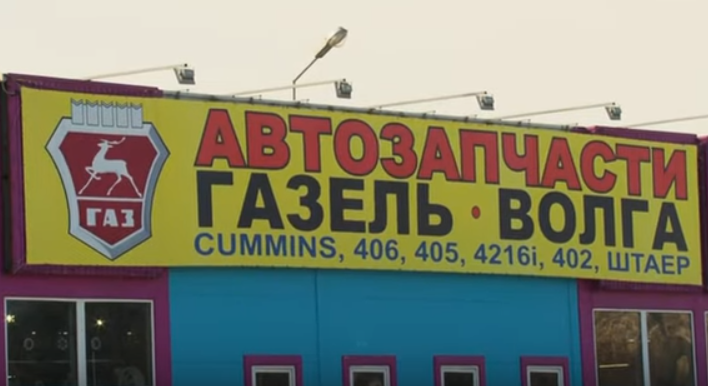 АВТОЗАПЧАСТИ
ГАЗ
ГАЗЕЛЬ · ВОЛГА
CUMMINS, 406, 405, 4216i, 402, ШТАЕР